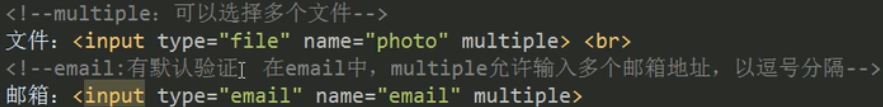 <!--multiple：可以选择多个文件-->
文件：<input type="file" name="photo" multiple> <br>
<!--email:有默认验证  在email中，multiple允许输入多个邮箱地址，以逗号分隔-->
邮箱：<input type="email" name="email" multiple>